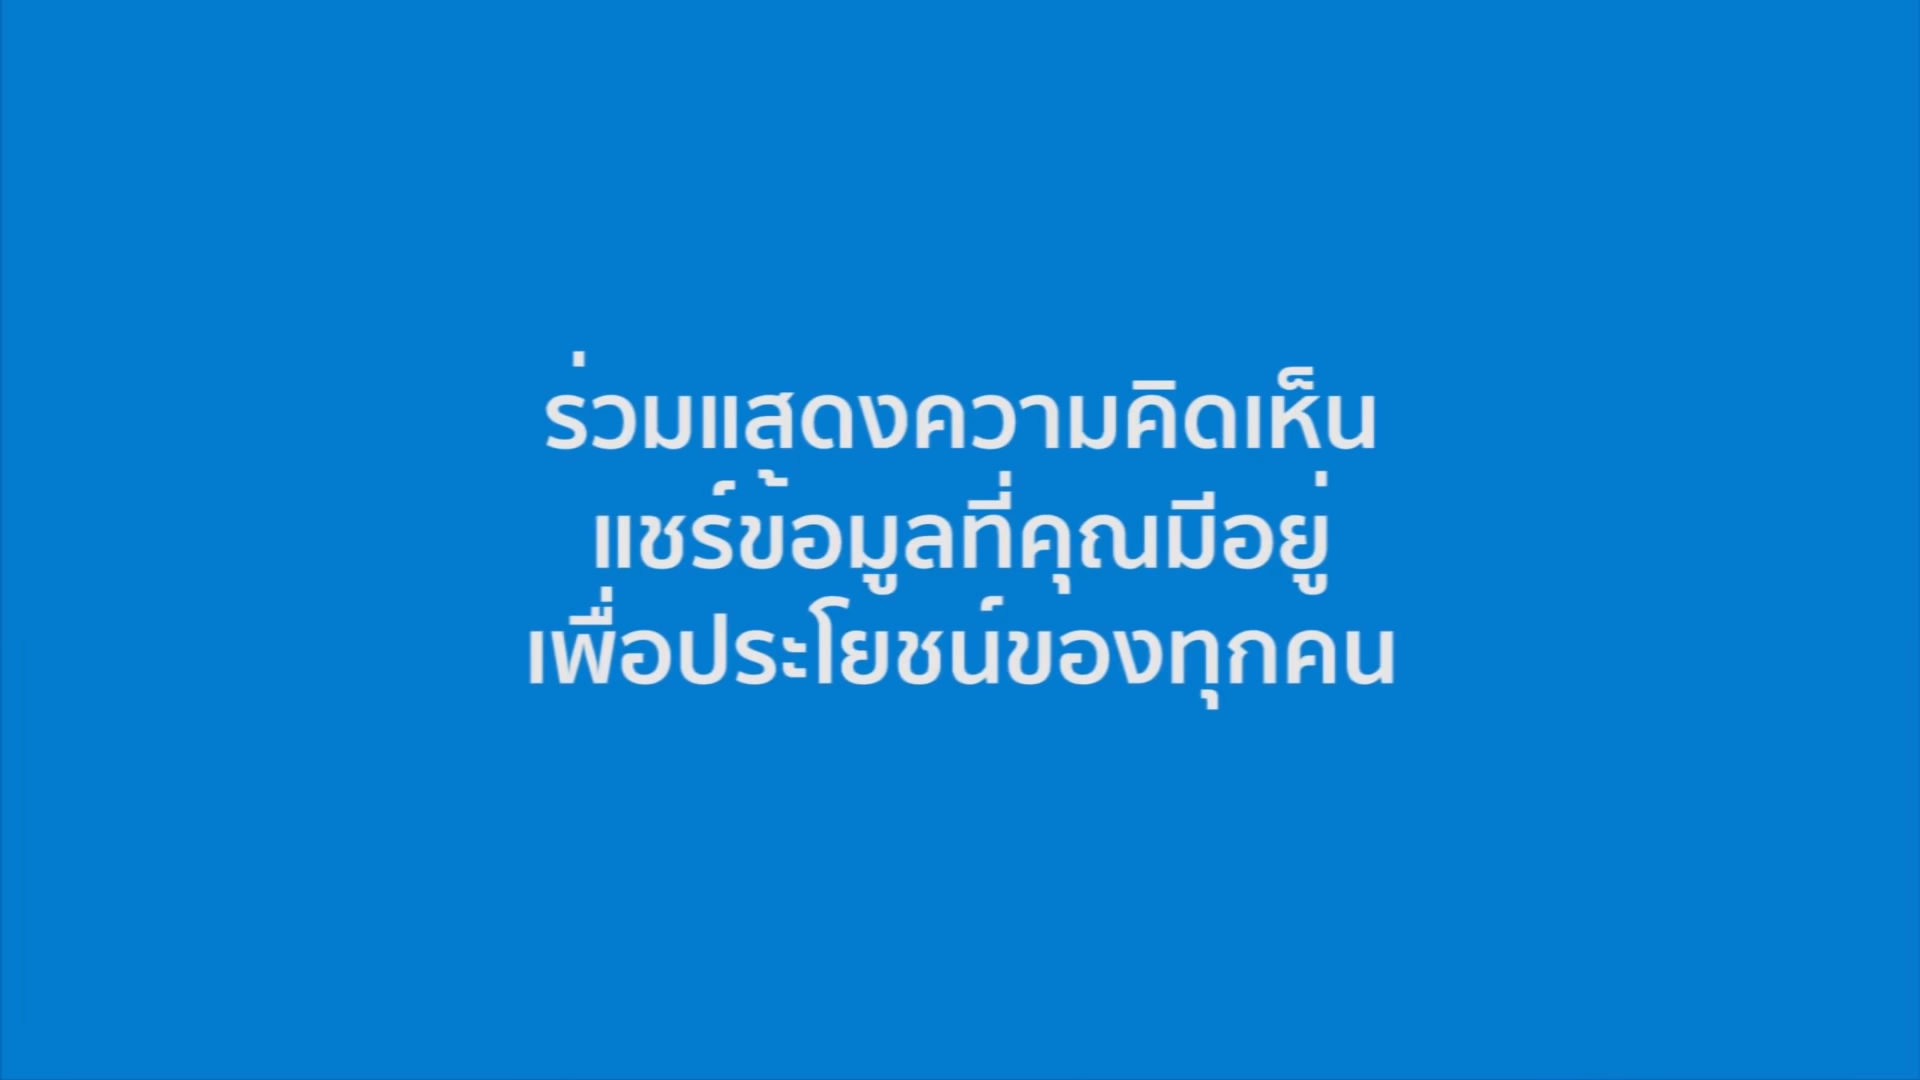 ร่วมแสดงความคิดเห็น
แชร์ข้อมูลที่คุณมีอยู่
เพื่อประโยชน์ของทุกคน